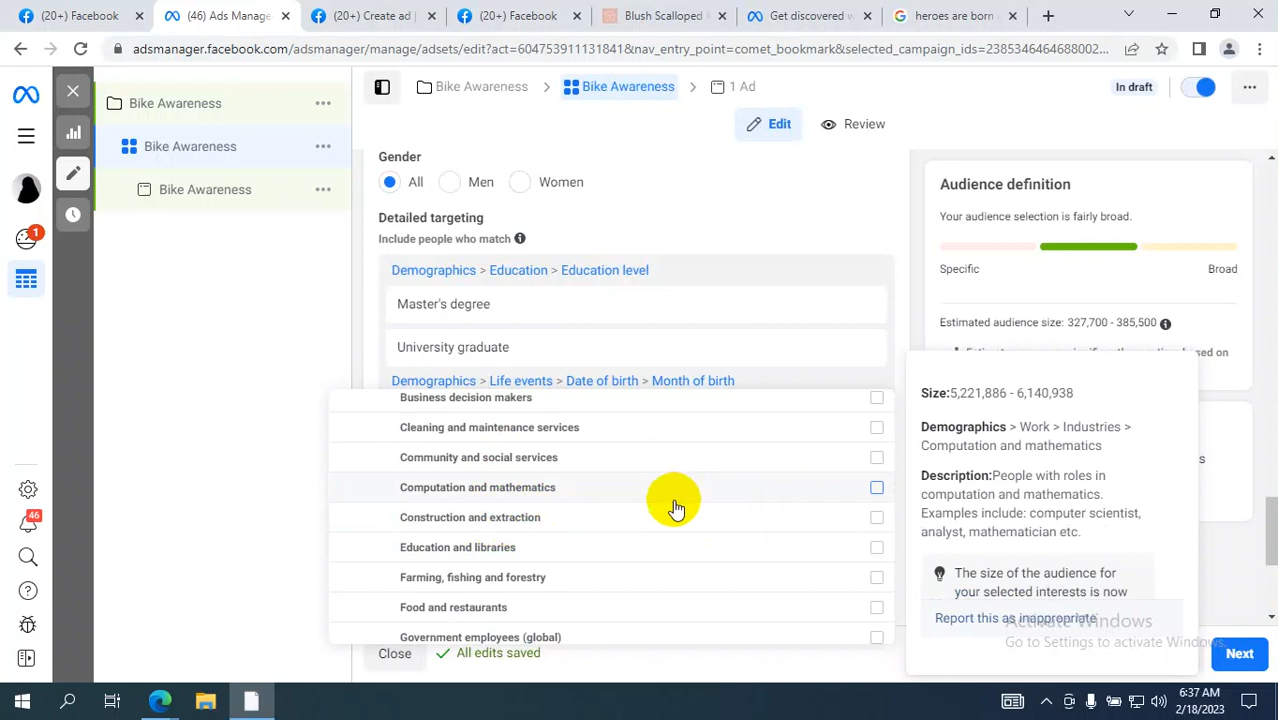 (20+) Facebook
(46) Ads Manage
(20+) Create ad
(20+) Facebook
Blush Scalloped
Get discovered
heroes are born
adsmanager.facebook.com/adsmanager/manage/adsets/edit?act=604753911131841&nav_entry_point=comet_bookmark&selected_campaign_ids=2385346464688002...
Bike Awareness
Bike Awareness
Bike Awareness
1
46
Bike Awareness > Bike Awareness > 1 Ad
In draft
Edit
Review
Gender
All Men Women
Detailed targeting
Include people who match
Demographics > Education > Education level
Master's degree
University graduate
Demographics > Life events > Date of birth > Month of birth
Business decision makers
Cleaning and maintenance services
Community and social services
Computation and mathematics
Construction and extraction
Education and libraries
Farming, fishing and forestry
Food and restaurants
Government employees (global)
Close
All edits saved
Audience definition
Your audience selection is fairly broad.
Specific
Broad
Estimated audience size: 327,700 - 385,500
Size:5,221,886 - 6,140,938
Demographics > Work > Industries >
Computation and mathematics
Description:People with roles in
computation and mathematics.
Examples include: computer scientist,
analyst, mathematician etc.
The size of the audience for
your selected interests is now
Report this as inappropriate
Activate Windows
Go to Settings to activate Windows.
Next
6:37 AM
2/18/2023